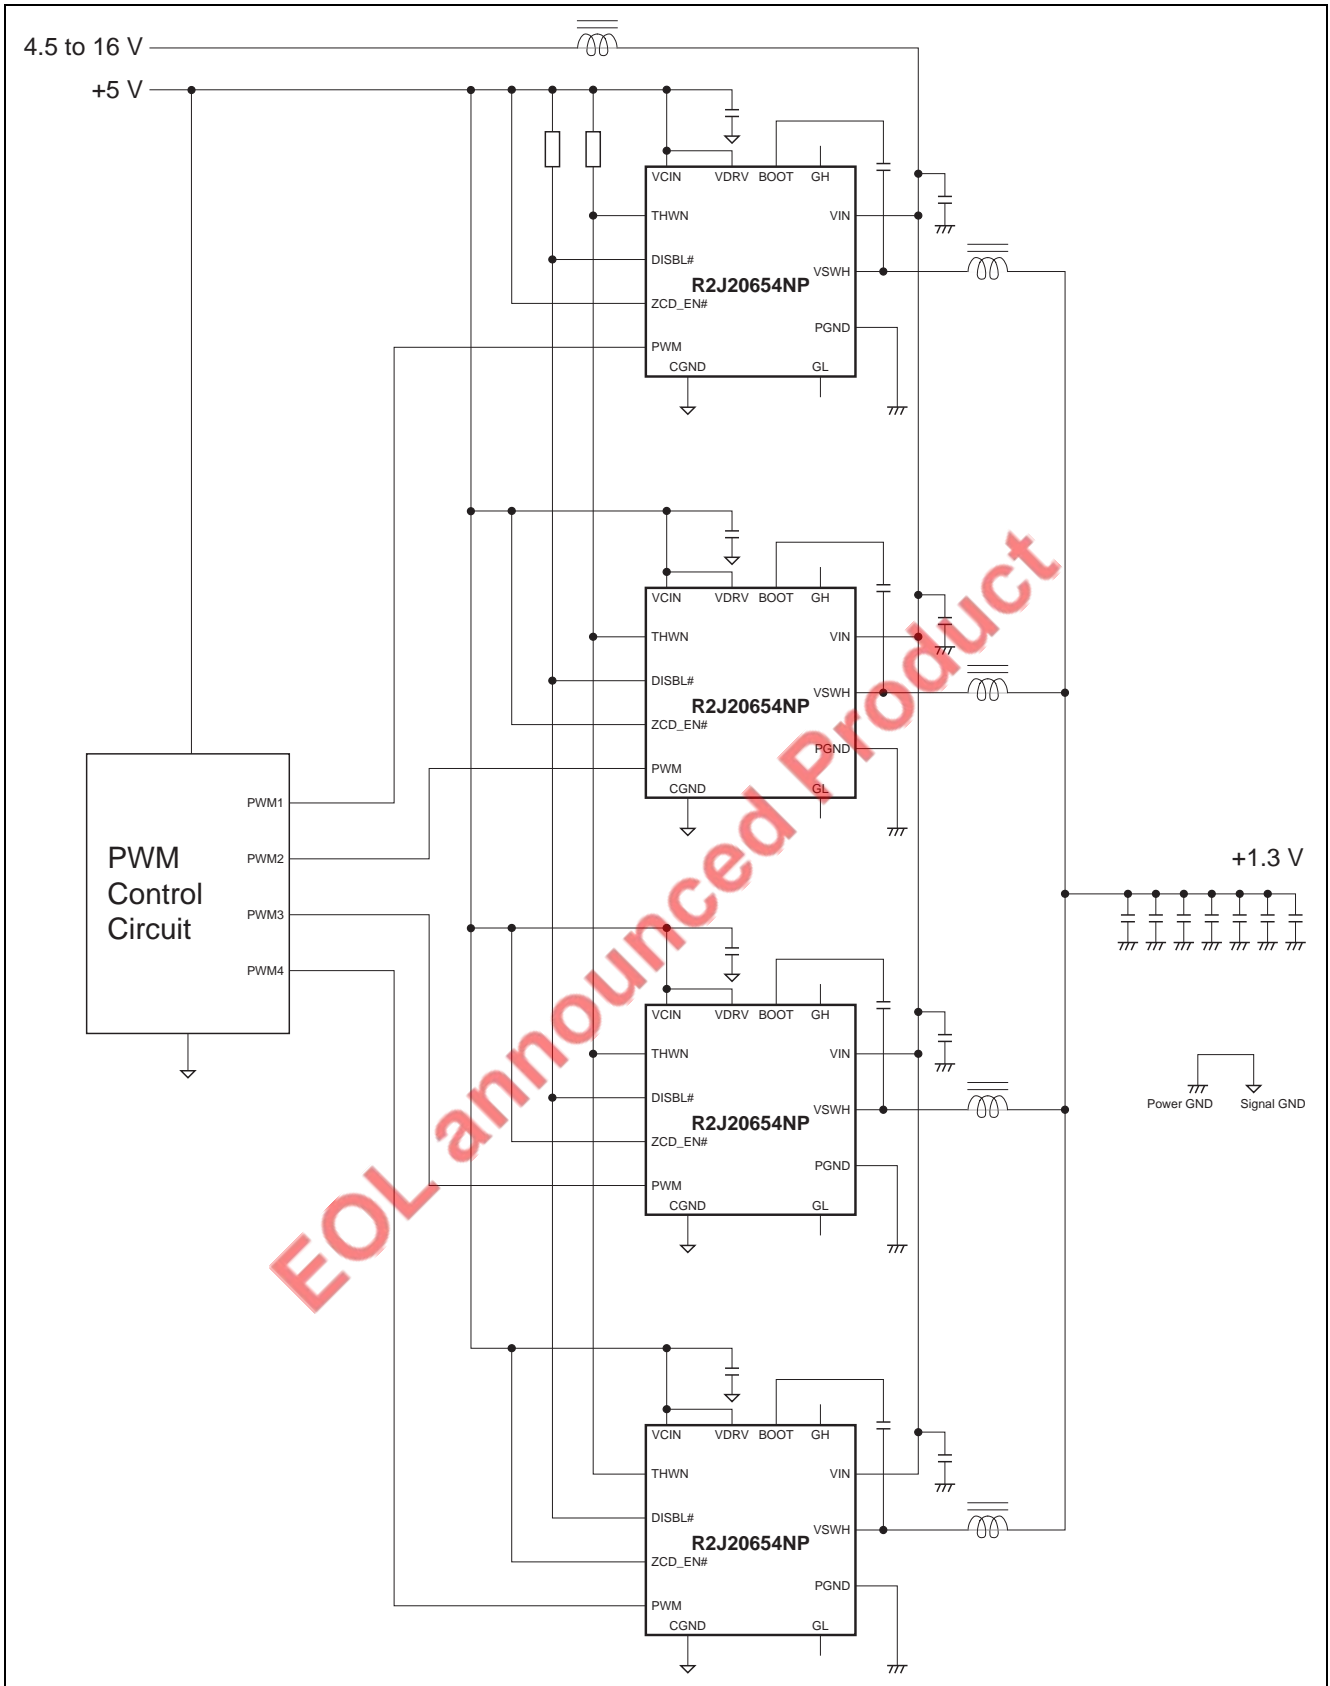 4.5 to 16 V
+5 V
VCIN VDRV BOOT GH
THWN VIN
DISBL# VSWH
R2J20654NP
ZCD_EN#
PGND
PWM
CGND GL
VCIN VDRV BOOT GH
THWN VIN
DISBL# VSWH
R2J20654NP
ZCD_EN#
PGND
PWM
CGND GL
PWM Control Circuit
PWM1
PWM2
PWM3
PWM4
+1.3 V
VCIN VDRV BOOT GH
THWN VIN
DISBL# VSWH
R2J20654NP
ZCD_EN#
PGND
PWM
CGND GL
Power GND Signal GND
VCIN VDRV BOOT GH
THWN VIN
DISBL# VSWH
R2J20654NP
ZCD_EN#
PGND
PWM
CGND GL
EOL announced Product